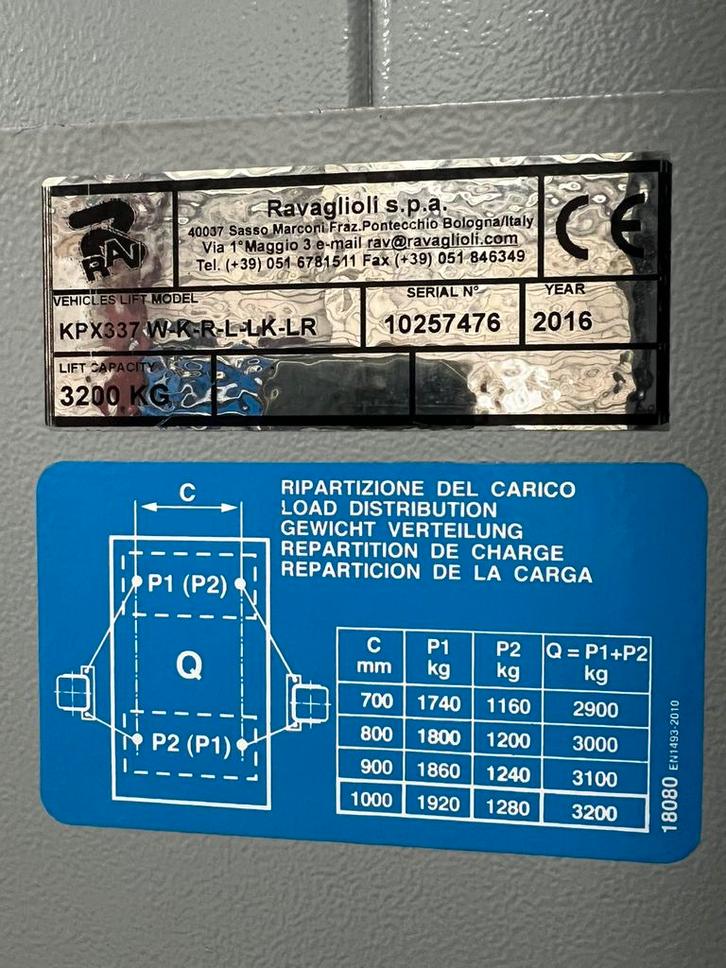 RAV
Ravaglioli s.p.a.
40037 Sasso Marconi Fraz.Pontecchio Bologna/Italy
Via 1°Maggio 3 e-mail rav@ravaglioli.com
Tel. (+39) 051 6781511 Fax (+39) 051 846349
CE
VEHICLES LIFT MODEL
KPX337 W-K-R-L-LK-LR
SERIAL N°
10257476
YEAR
2016
LIFT CAPACITY
3200 KG
RIPARTIZIONE DEL CARICO
LOAD DISTRIBUTION
GEWICHT VERTEILUNG
REPARTITION DE CHARGE
REPARTICION DE LA CARGA
C
P1 (P2)
Q
P2 (P1)
C mm P1 kg P2 kg Q = P1+P2 kg
700 1740 1160 2900
800 1800 1200 3000
900 1860 1240 3100
1000 1920 1280 3200
18080 EN1493-2010